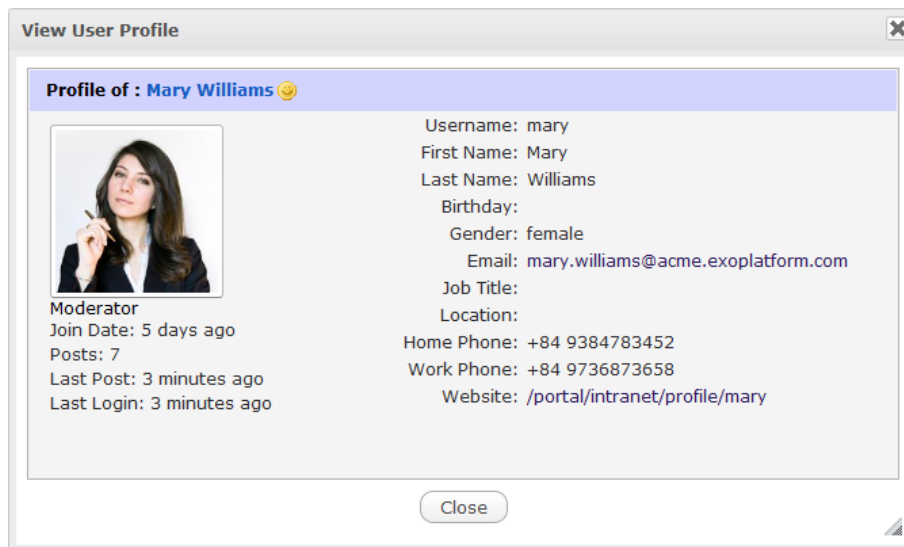 View User Profile
Profile of : Mary Williams
Moderator
Join Date: 5 days ago
Posts: 7
Last Post: 3 minutes ago
Last Login: 3 minutes ago
Username: mary
First Name: Mary
Last Name: Williams
Birthday:
Gender: female
Email: mary.williams@acme.exoplatform.com
Job Title:
Location:
Home Phone: +84 9384783452
Work Phone: +84 9736873658
Website: /portal/intranet/profile/mary
Close